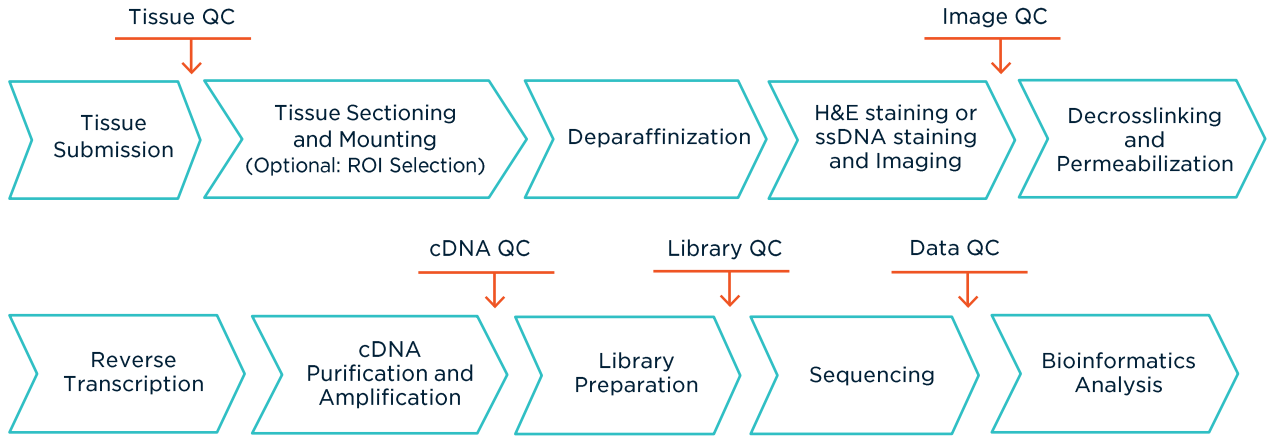 Tissue QC
Image QC
Tissue
Submission
Tissue Sectioning
and Mounting
(Optional: ROI Selection)
Deparaffinization
H&E staining or
ssDNA staining
and Imaging
Decrosslinking
and
Permeabilization
cDNA QC
Library QC
Data QC
Reverse
Transcription
cDNA
Purification and
Amplification
Library
Preparation
Sequencing
Bioinformatics
Analysis